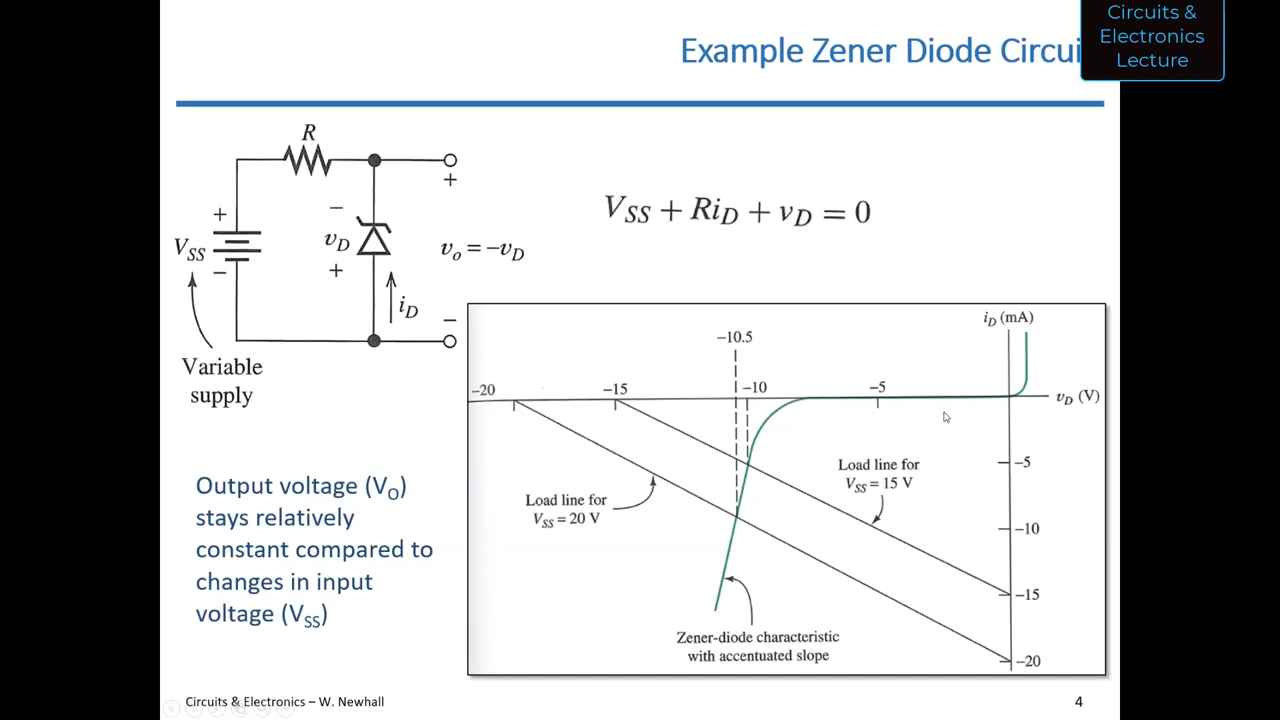 Circuits &
Electronics
Lecture
Example Zener Diode Circui
R
+
+
−
V_SS
v_D
v_o = −v_D
−
+
i_D
−
Variable
supply
V_SS + Ri_D + v_D = 0
i_D (mA)
−10.5
−20
−15
−10
−5
v_D (V)
−5
Load line for
V_SS = 15 V
Load line for
V_SS = 20 V
−10
−15
Zener-diode characteristic
with accentuated slope
−20
Output voltage (V_O)
stays relatively
constant compared to
changes in input
voltage (V_SS)
Circuits & Electronics – W. Newhall
4